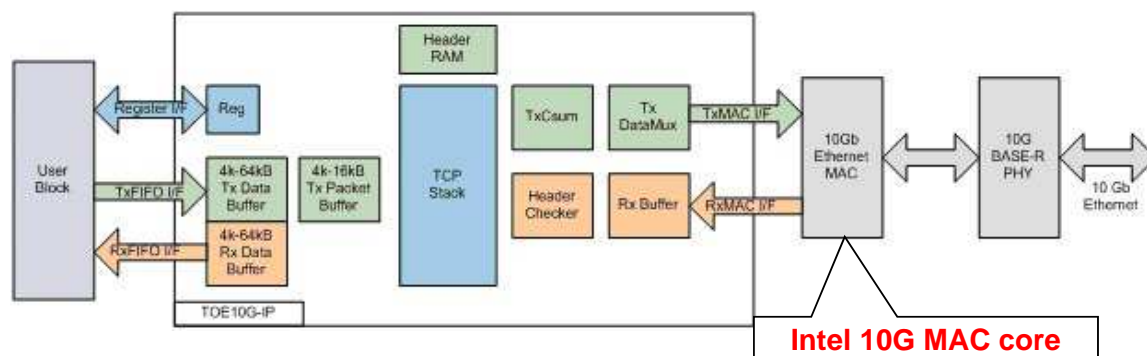 Header
RAM
User
Block
Register I/F
Reg
TxCsum
Tx
DataMux
TxMAC I/F
10Gb
Ethernet
MAC
10G
BASE-R
PHY
10 Gb
Ethernet
TxFIFO I/F
4k-64kB
Tx Data
Buffer
4k-16kB
Tx Packet
Buffer
TCP
Stack
Header
Checker
Rx Buffer
RxMAC I/F
RxFIFO I/F
4k-64kB
Rx Data
Buffer
TOE10G-IP
Intel 10G MAC core